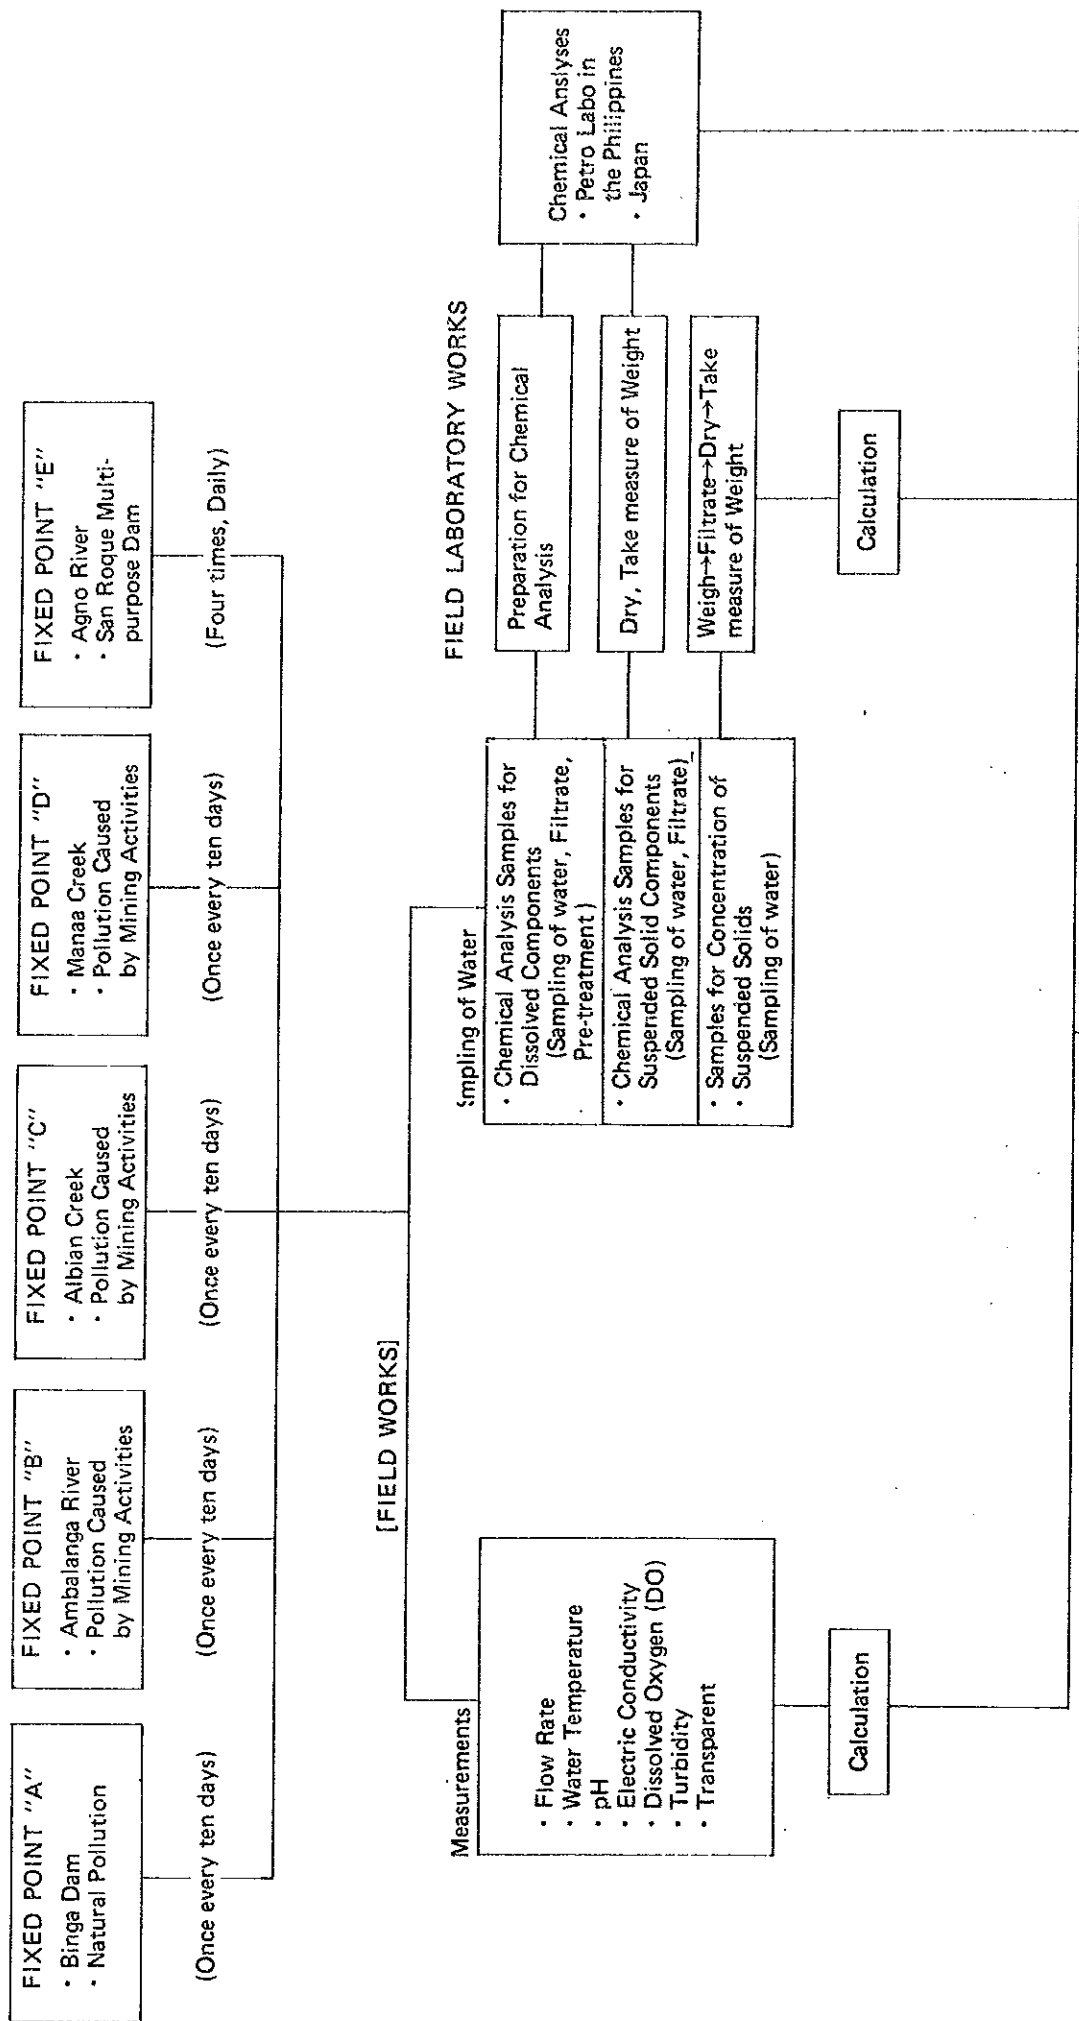 FIXED POINT "A"
• Binga Dam
• Natural Pollution
(Once every ten days)
FIXED POINT "B"
• Ambalanga River
• Pollution Caused
by Mining Activities
(Once every ten days)
FIXED POINT "C"
• Albian Creek
• Pollution Caused
by Mining Activities
(Once every ten days)
FIXED POINT "D"
• Manaa Creek
• Pollution Caused
by Mining Activities
(Once every ten days)
FIXED POINT "E"
• Agno River
• San Roque Multi-
purpose Dam
(Four times, Daily)
[FIELD WORKS]
Measurements
• Flow Rate
• Water Temperature
• pH
• Electric Conductivity
• Dissolved Oxygen (DO)
• Turbidity
• Transparent
Calculation
mpling of Water
• Chemical Analysis Samples for
Dissolved Components
(Sampling of water, Filtrate,
Pre-treatment)
• Chemical Analysis Samples for
Suspended Solid Components
(Sampling of water, Filtrate)
• Samples for Concentration of
• Suspended Solids
(Sampling of water)
FIELD LABORATORY WORKS
Preparation for Chemical
Analysis
Dry, Take measure of Weight
Weigh→Filtrate→Dry→Take
measure of Weight
Calculation
Chemical Anslyses
• Petro Labo in
the Philippines
• Japan